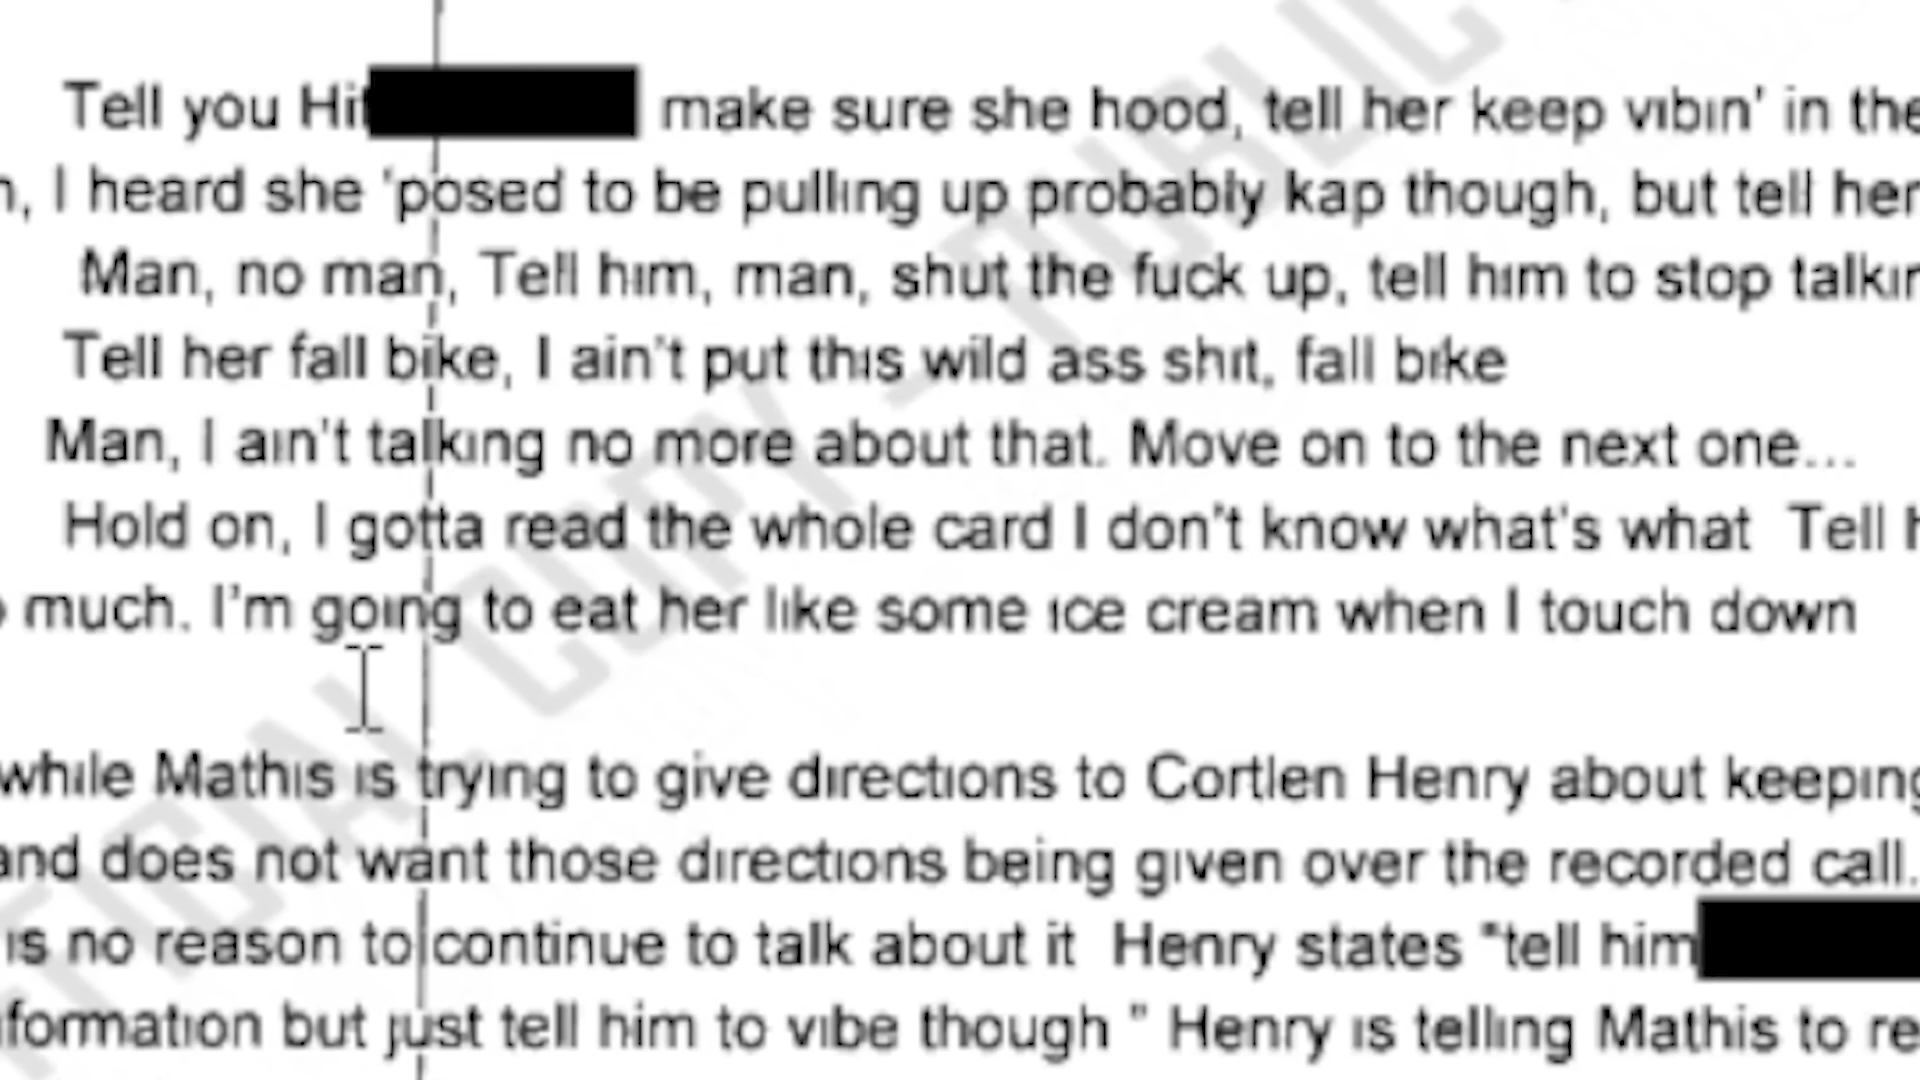 Tell you Hit make sure she hood, tell her keep vibin' in the
I heard she 'posed to be pulling up probably kap though, but tell her
Man, no man, Tell him, man, shut the fuck up, tell him to stop
Tell her fall bike, I ain't put this wild ass shit, fall bike
Man, I ain't talking no more about that. Move on to the next one...
Hold on, I gotta read the whole card I don't know what's what Tell
much. I'm going to eat her like some ice cream when I touch down
while Mathis is trying to give directions to Cortlen Henry about keeping
and does not want those directions being given over the recorded call.
is no reason to continue to talk about it Henry states "tell him
formation but just tell him to vibe though " Henry is telling Mathis to re
OFFICIAL COPY - PUBLIC